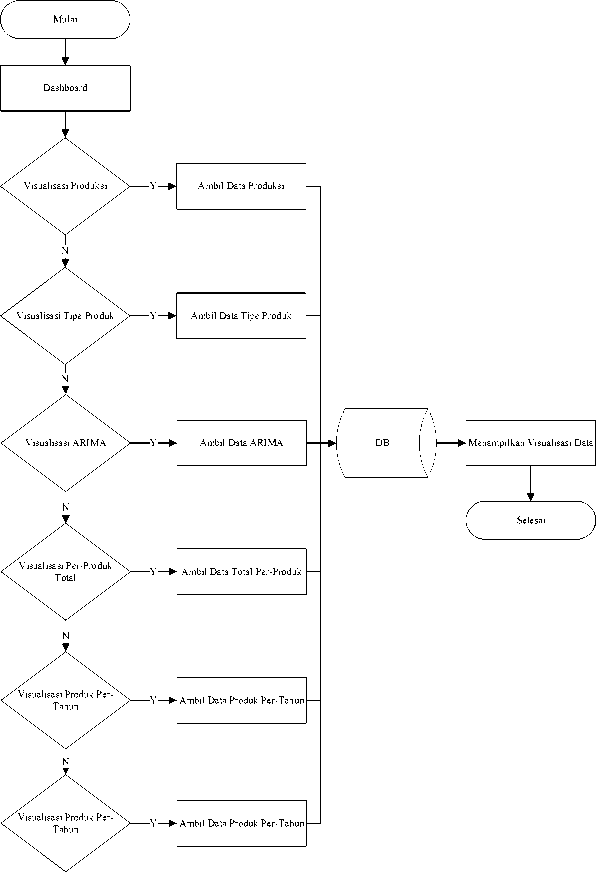 Mulai
Dashboard
Visualisasi Produksi
Y
Ambil Data Produksi
N
Visualisasi Tipe Produk
Y
Ambil Data Tipe Produk
N
Visualisasi ARIMA
Y
Ambil Data ARIMA
DB
Menampilkan Visualisasi Data
N
Selesai
Visualisasi Per-Produk
Total
Y
Ambil Data Total Per-Produk
N
Visualisasi Produk Per-
Tahun
Y
Ambil Data Produk Per-Tahun
N
Visualisasi Produk Per-
Tahun
Y
Ambil Data Produk Per-Tahun